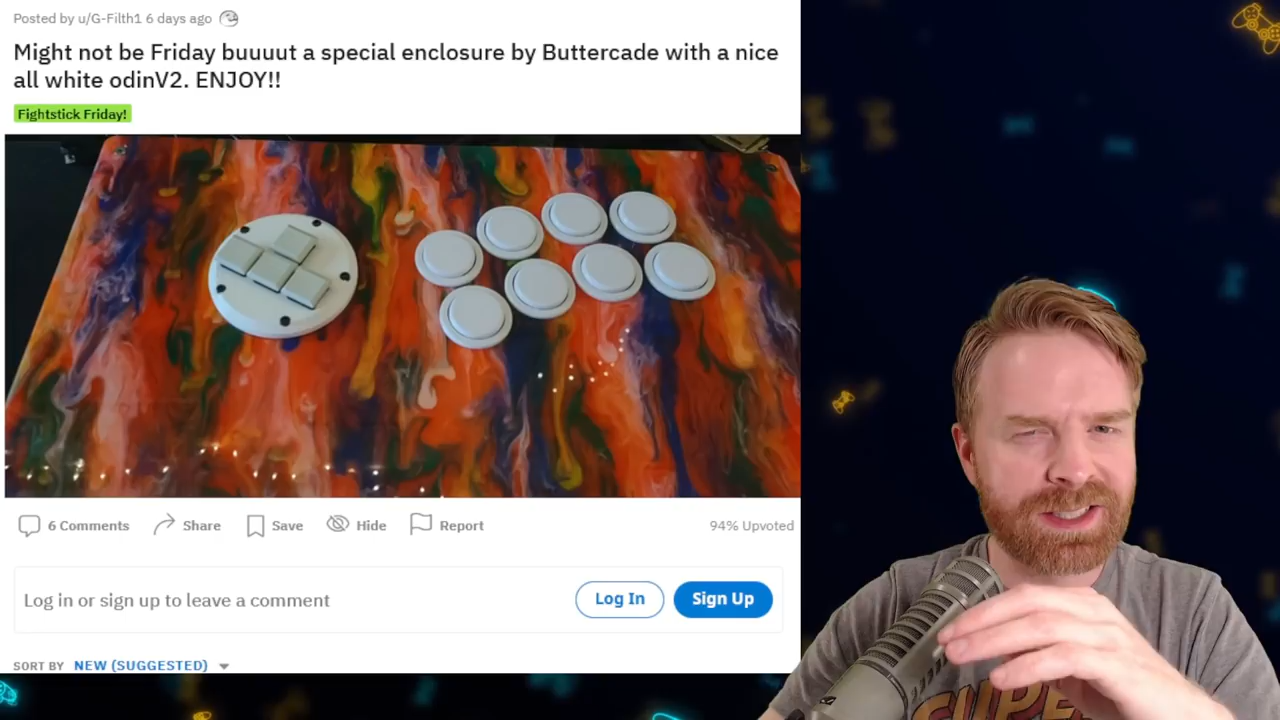 Posted by u/G-Filth1 6 days ago
Might not be Friday buuuut a special enclosure by Buttercade with a nice
all white odinV2. ENJOY!!
Fightstick Friday!
6 Comments Share Save Hide Report 94% Upvoted
Log in or sign up to leave a comment Log In Sign Up
SORT BY NEW (SUGGESTED)
SUPER